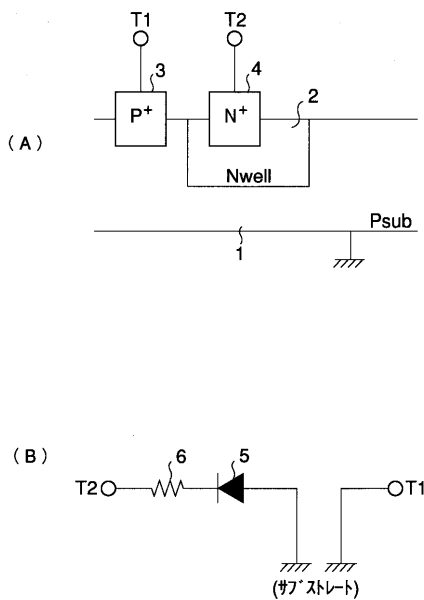 T1 T2
3 4 2
P+ N+
(A)
Nwell
Psub
1
(B)
6 5
T2 T1
(ｻﾌﾞｽﾄﾚｰﾄ)